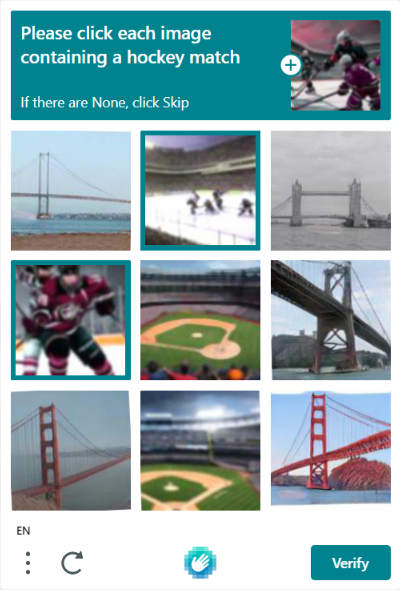 Please click each image
containing a hockey match
If there are None, click Skip
EN
Verify